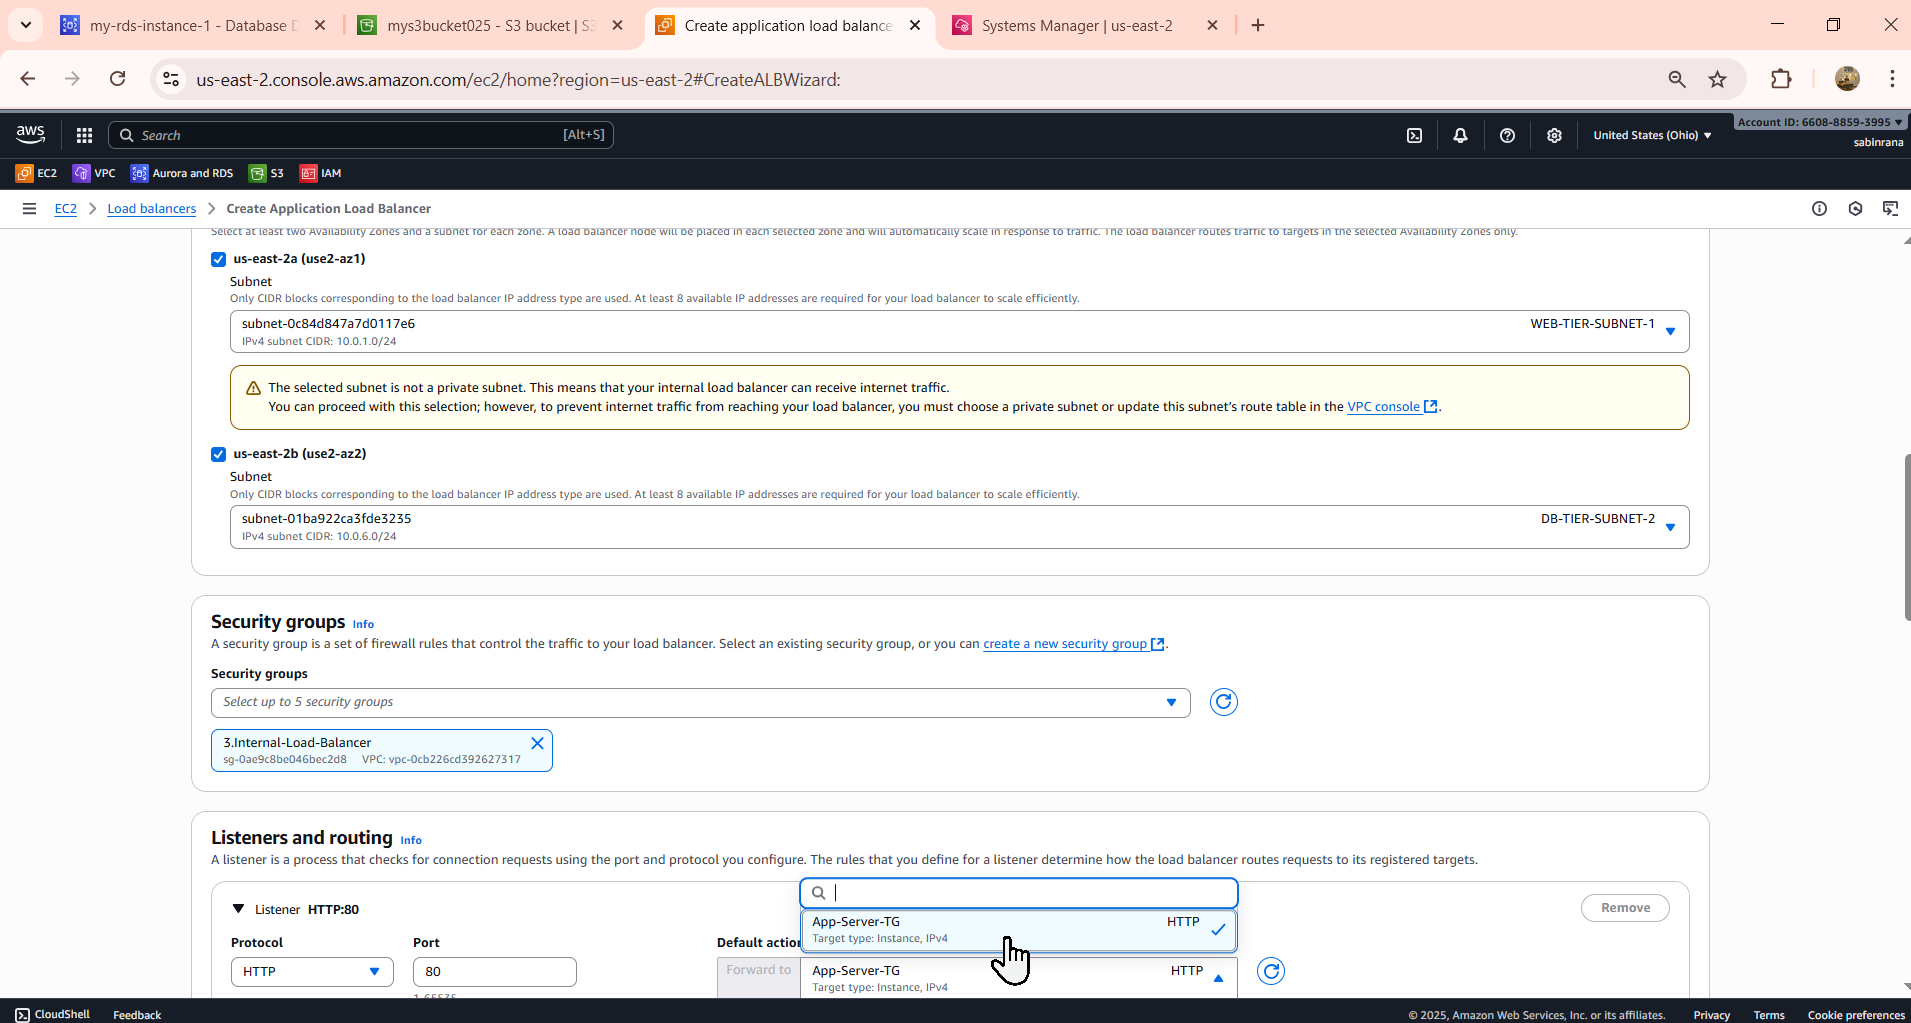 my-rds-instance-1 - Database D
mys3bucket025 - S3 bucket | S3
Create application load balance
Systems Manager | us-east-2
us-east-2.console.aws.amazon.com/ec2/home?region=us-east-2#CreateALBWizard:
aws
Search
[Alt+S]
United States (Ohio)
Account ID: 6608-8859-3995
sabinrana
EC2
VPC
Aurora and RDS
S3
IAM
EC2 > Load balancers > Create Application Load Balancer
Select at least two Availability Zones and a subnet for each zone. A load balancer node will be placed in each selected zone and will automatically scale in response to traffic. The load balancer routes traffic to targets in the selected Availability Zones only.
us-east-2a (use2-az1)
Subnet
Only CIDR blocks corresponding to the load balancer IP address type are used. At least 8 available IP addresses are required for your load balancer to scale efficiently.
subnet-0c84d847a7d0117e6
WEB-TIER-SUBNET-1
IPv4 subnet CIDR: 10.0.1.0/24
The selected subnet is not a private subnet. This means that your internal load balancer can receive internet traffic.
You can proceed with this selection; however, to prevent internet traffic from reaching your load balancer, you must choose a private subnet or update this subnet's route table in the VPC console.
us-east-2b (use2-az2)
Subnet
Only CIDR blocks corresponding to the load balancer IP address type are used. At least 8 available IP addresses are required for your load balancer to scale efficiently.
subnet-01ba922ca3fde3235
DB-TIER-SUBNET-2
IPv4 subnet CIDR: 10.0.6.0/24
Security groups Info
A security group is a set of firewall rules that control the traffic to your load balancer. Select an existing security group, or you can create a new security group.
Security groups
Select up to 5 security groups
3.Internal-Load-Balancer
sg-0ae9c8be046bec2d8 VPC: vpc-0cb226cd392627317
Listeners and routing Info
A listener is a process that checks for connection requests using the port and protocol you configure. The rules that you define for a listener determine how the load balancer routes requests to its registered targets.
Listener HTTP:80
Remove
App-Server-TG
HTTP
Target type: Instance, IPv4
Protocol
Port
Default action
HTTP
80
Forward to
App-Server-TG
HTTP
Target type: Instance, IPv4
1-65535
CloudShell
Feedback
© 2025, Amazon Web Services, Inc. or its affiliates.
Privacy
Terms
Cookie preferences